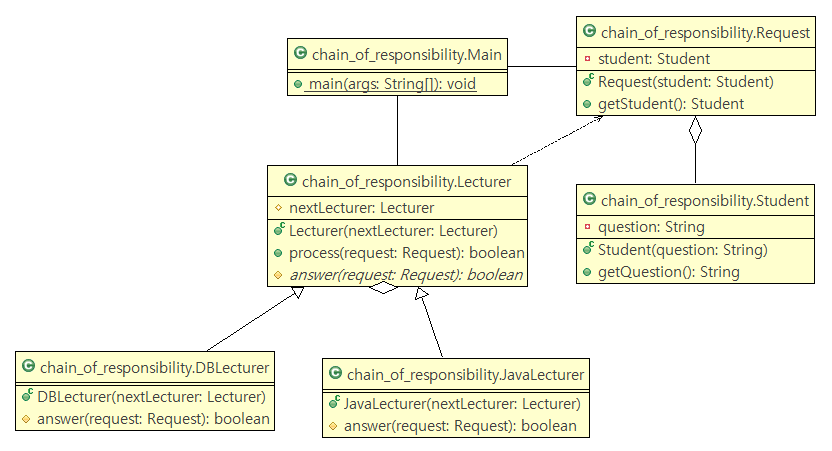 chain_of_responsibility.Main
main(args: String[]): void
chain_of_responsibility.Request
student: Student
Request(student: Student)
getStudent(): Student
chain_of_responsibility.Lecturer
nextLecturer: Lecturer
Lecturer(nextLecturer: Lecturer)
process(request: Request): boolean
answer(request: Request): boolean
chain_of_responsibility.Student
question: String
Student(question: String)
getQuestion(): String
chain_of_responsibility.DBLecturer
DBLecturer(nextLecturer: Lecturer)
answer(request: Request): boolean
chain_of_responsibility.JavaLecturer
JavaLecturer(nextLecturer: Lecturer)
answer(request: Request): boolean